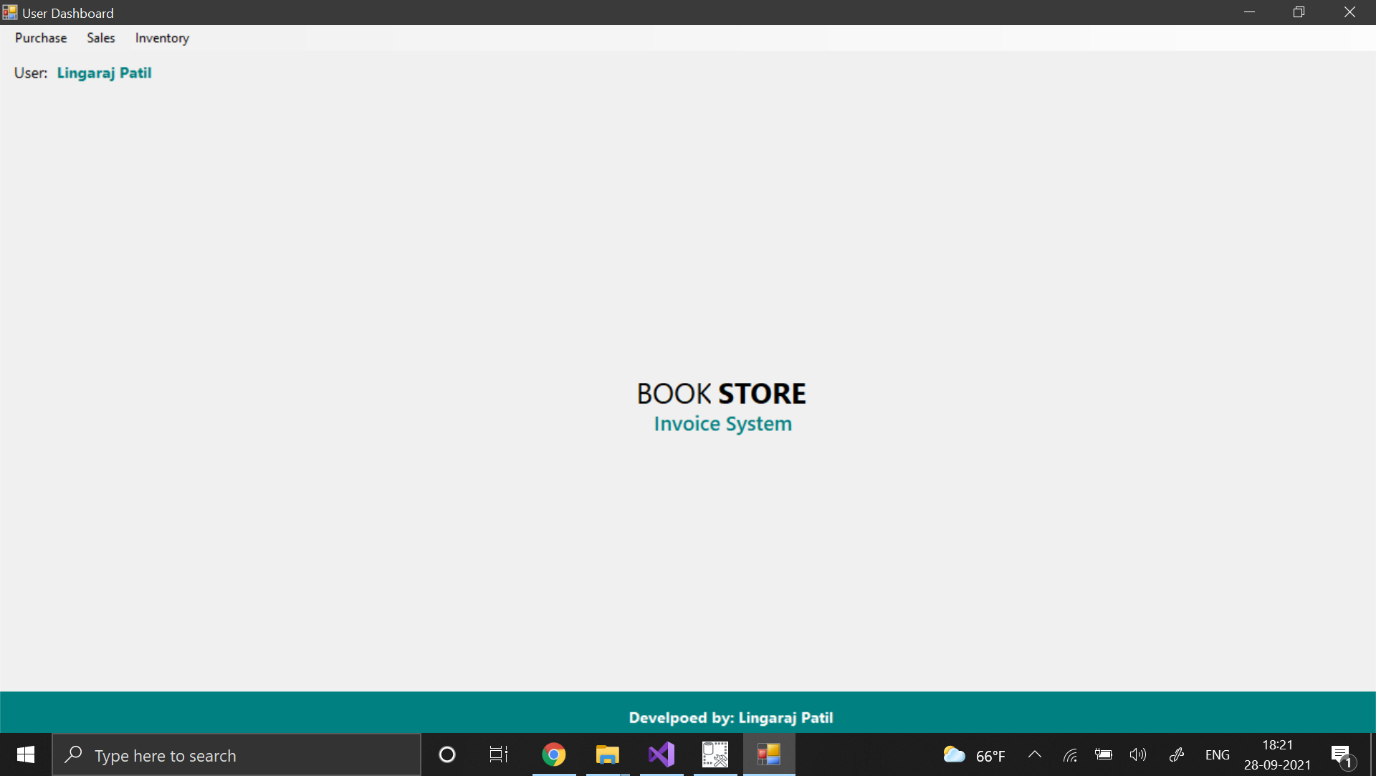 User Dashboard
Purchase Sales Inventory
User: Lingaraj Patil
BOOK STORE
Invoice System
Develpoed by: Lingaraj Patil
Type here to search
66°F
ENG
18:21
28-09-2021
1